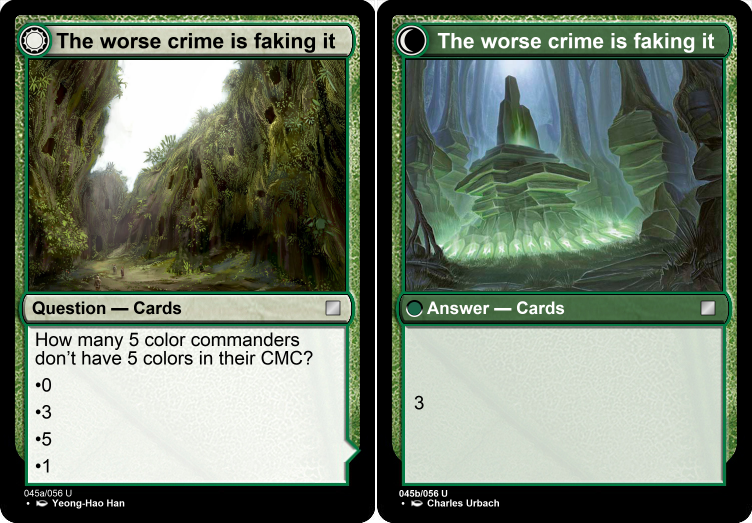 The worse crime is faking it
Question — Cards
How many 5 color commanders
don't have 5 colors in their CMC?
•0
•3
•5
•1
045a/056 U
• Yeong-Hao Han
The worse crime is faking it
Answer — Cards
3
045b/056 U
• Charles Urbach